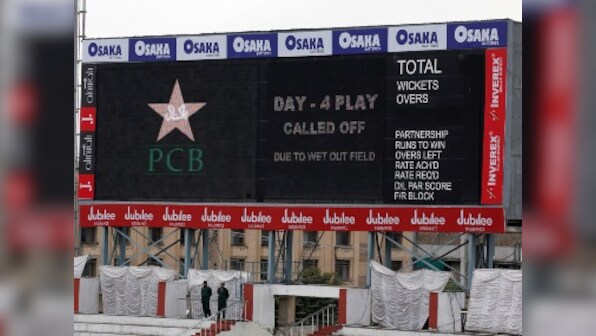 OSAKA OSAKA OSAKA OSAKA OSAKA OSAKA OSAKA OSAKA
PCB
DAY - 4 PLAY
CALLED OFF
DUE TO WET OUT FIELD
TOTAL
WICKETS
OVERS
PARTNERSHIP
RUNS TO WIN
OVERS LEFT
RATE ACH'D
RATE REQ'D
D/L PAR SCORE
F/R BLOCK
INVEREX
INVEREX
Jubilee Jubilee Jubilee Jubilee Jubilee Jubilee Jubilee Jubilee Jubilee Jubilee